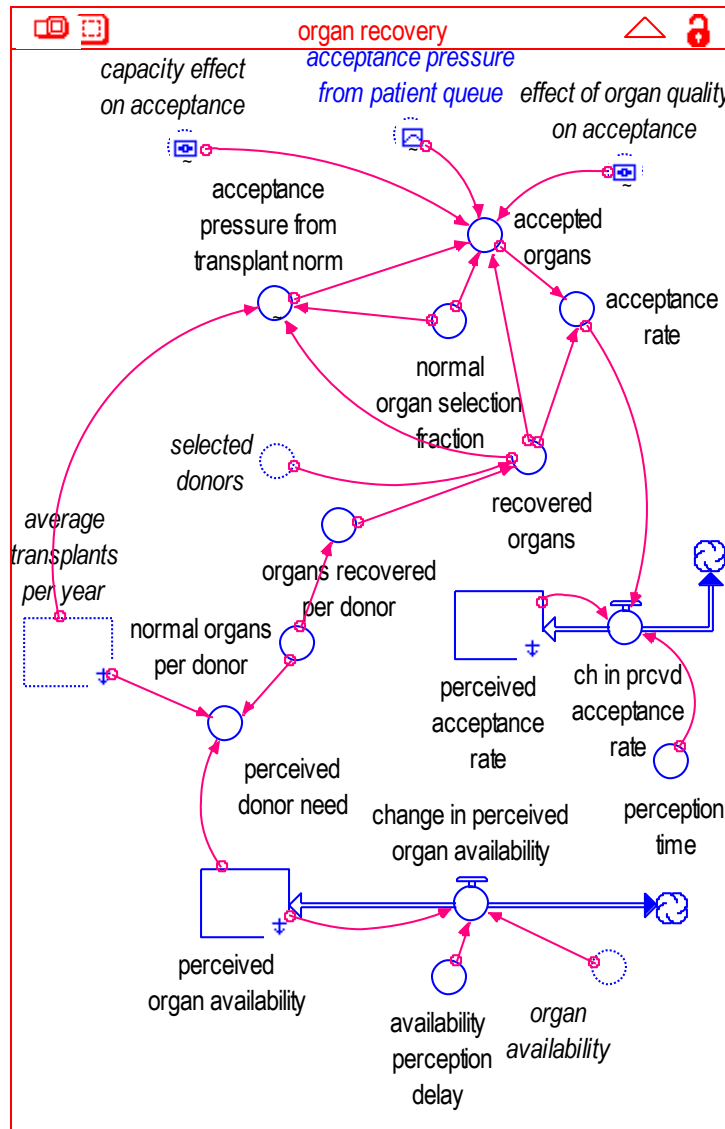 organ recovery
capacity effect
on acceptance
acceptance pressure
from patient queue
effect of organ quality
on acceptance
acceptance
pressure from
transplant norm
accepted
organs
acceptance
rate
normal
organ selection
fraction
selected
donors
recovered
organs
average
transplants
per year
organs recovered
per donor
normal organs
per donor
perceived
acceptance
rate
ch in prcvd
acceptance
rate
perceived
donor need
perception
time
change in perceived
organ availability
perceived
organ availability
availability
perception
delay
organ
availability